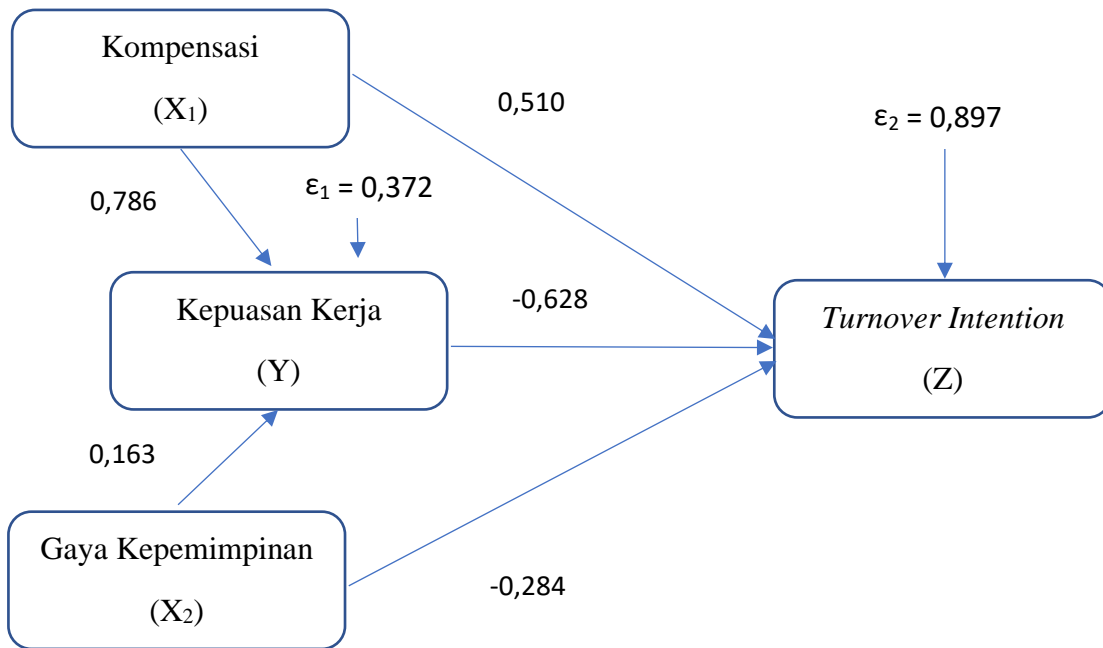 Kompensasi
(X₁)
0,510
ε₂ = 0,897
0,786
ε₁ = 0,372
Kepuasan Kerja
(Y)
-0,628
Turnover Intention
(Z)
0,163
Gaya Kepemimpinan
(X₂)
-0,284